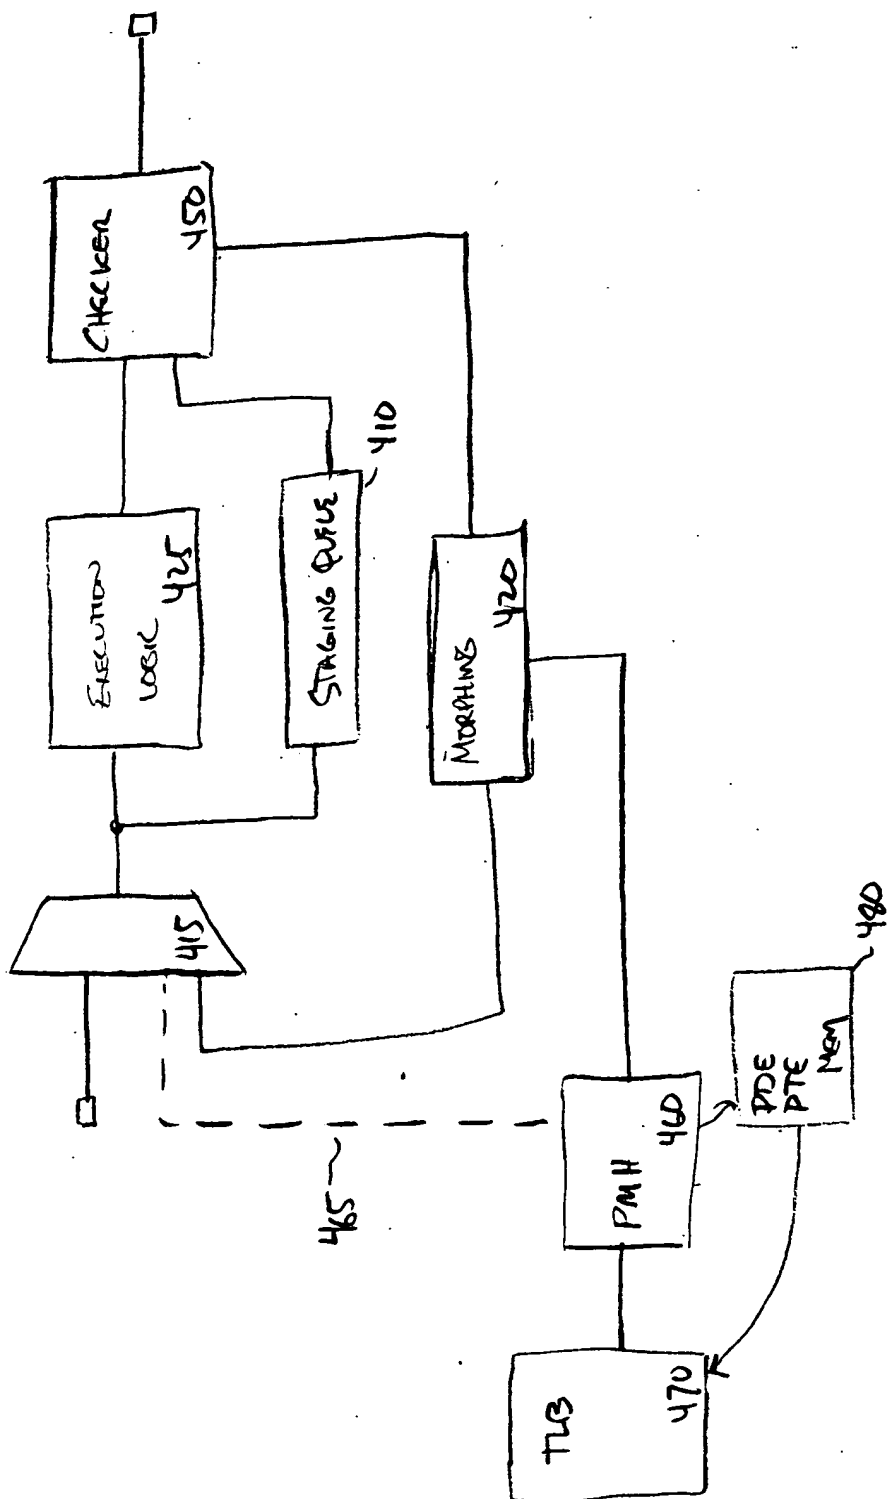 415
EXECUTION
LOGIC
425
CHECKER
450
STAGING QUEUE
410
465
MORPHING
420
TLB
470
PMH
460
PDE
PTE
MEM
480